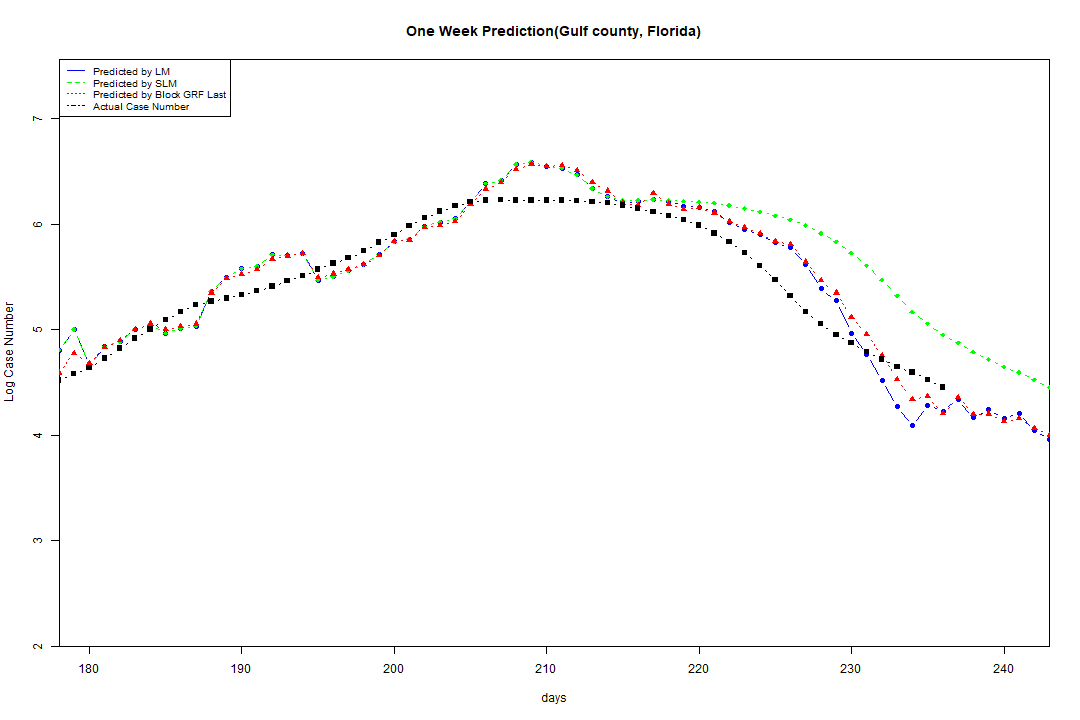 One Week Prediction(Gulf county, Florida)
Predicted by LM
Predicted by SLM
Predicted by Block GRF Last
Actual Case Number
7
6
5
4
3
2
Log Case Number
180 190 200 210 220 230 240
days